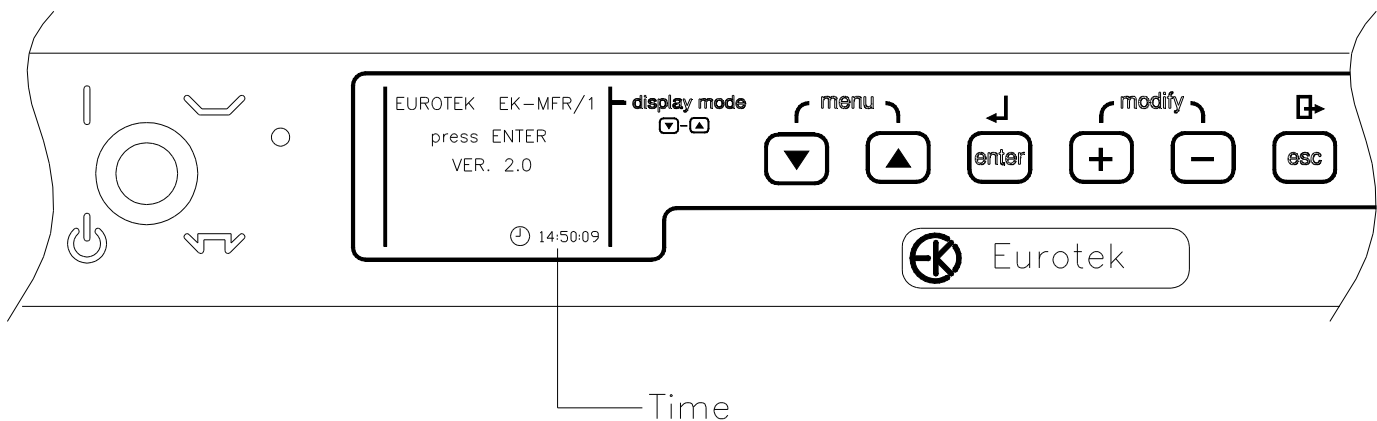 EUROTEK EK-MFR/1
press ENTER
VER. 2.0
14:50:09
display mode
menu
enter
modify
+
-
esc
EK Eurotek
Time